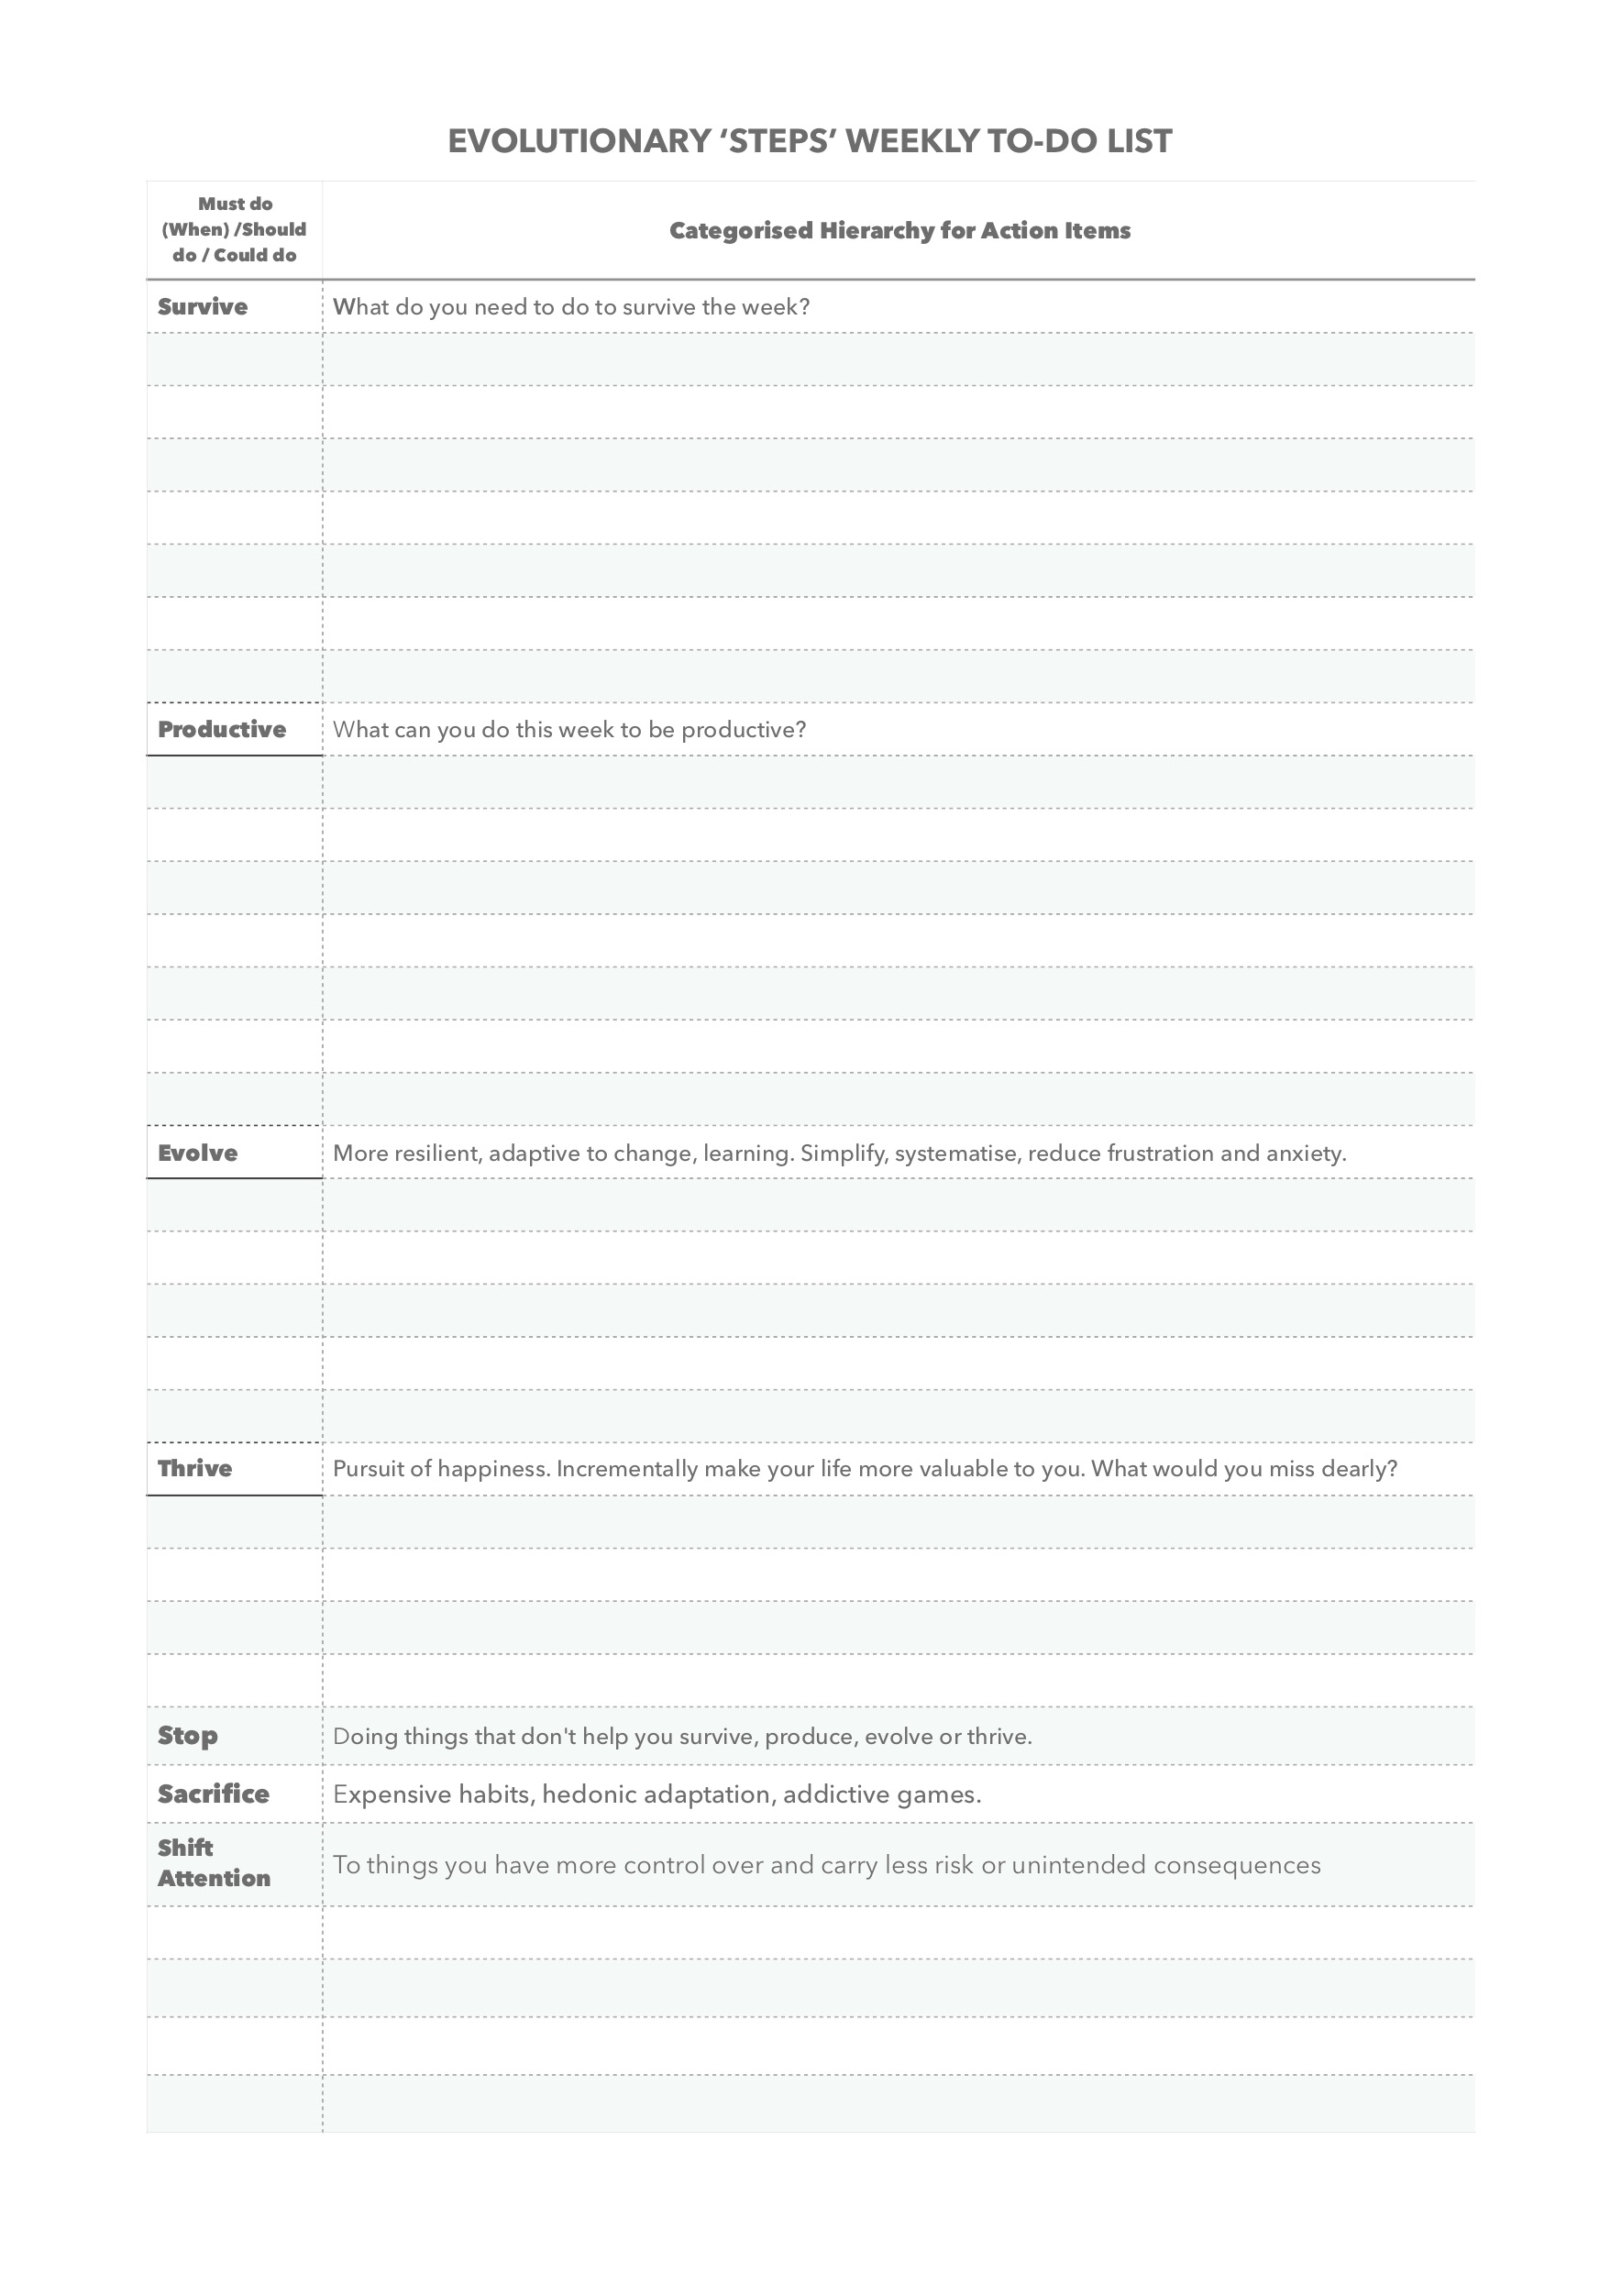 EVOLUTIONARY ‘STEPS’ WEEKLY TO-DO LIST
Must do
(When) /Should
do / Could do
Categorised Hierarchy for Action Items
Survive
What do you need to do to survive the week?
Productive
What can you do this week to be productive?
Evolve
More resilient, adaptive to change, learning. Simplify, systematise, reduce frustration and anxiety.
Thrive
Pursuit of happiness. Incrementally make your life more valuable to you. What would you miss dearly?
Stop
Doing things that don't help you survive, produce, evolve or thrive.
Sacrifice
Expensive habits, hedonic adaptation, addictive games.
Shift
Attention
To things you have more control over and carry less risk or unintended consequences